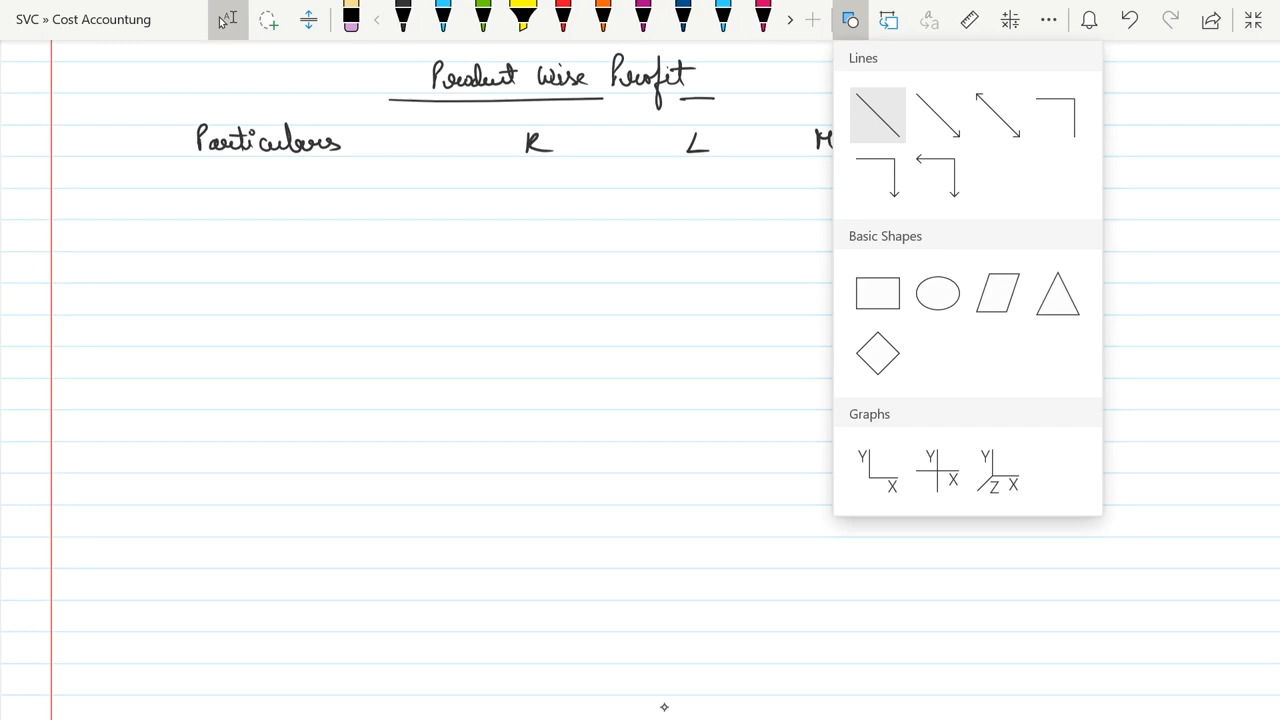 SVC » Cost Accountung
Lines
Product wise Profit
Particulars R L M
Basic Shapes
Graphs
Y X Y X Y Z X